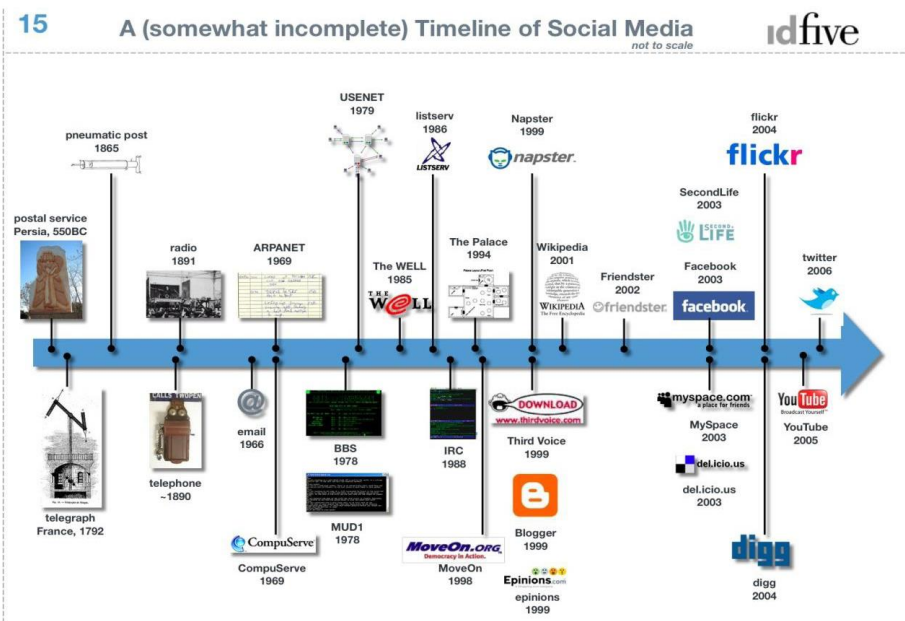 15
A (somewhat incomplete) Timeline of Social Media
not to scale
idfive
USENET
1979
listserv
1986
LISTSERV
Napster
1999
napster.
flickr
2004
flickr
pneumatic post
1865
SecondLife
2003
SECOND
LIFE
postal service
Persia, 550BC
radio
1891
ARPANET
1969
The WELL
1985
THE
W@LL
The Palace
1994
Wikipedia
2001
WIKIPEDIA
The Free Encyclopedia
Friendster
2002
friendster.
Facebook
2003
facebook.
twitter
2006
telegraph
France, 1792
CALLS TWOPEN
telephone
~1890
@
email
1966
CompuServe
CompuServe
1969
BBS
1978
MUD1
1978
IRC
1988
MoveOn.ORG
Democracy in Action.
MoveOn
1998
DOWNLOAD
www.thirdvoice.com
Third Voice
1999
Blogger
1999
Epinions.com
epinions
1999
myspace.com
a place for friends
MySpace
2003
del.icio.us
del.icio.us
2003
digg
digg
2004
YouTube
Broadcast Yourself
YouTube
2005